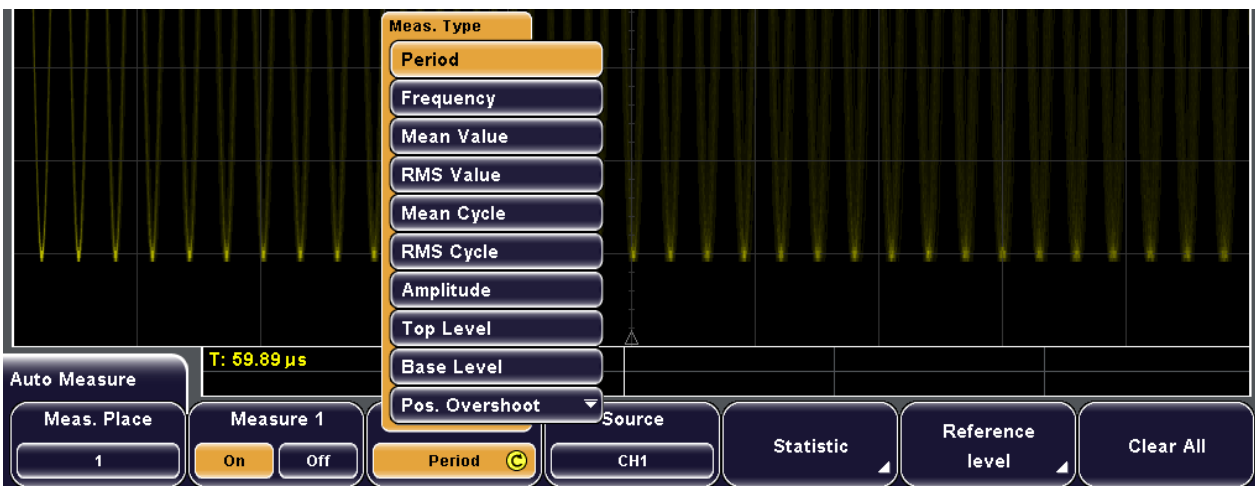 Meas. Type
Period
Frequency
Mean Value
RMS Value
Mean Cycle
RMS Cycle
Amplitude
Top Level
Base Level
Pos. Overshoot
T: 59.89 µs
Auto Measure
Meas. Place
1
Measure 1
On Off
Period
Source
CH1
Statistic
Reference
level
Clear All